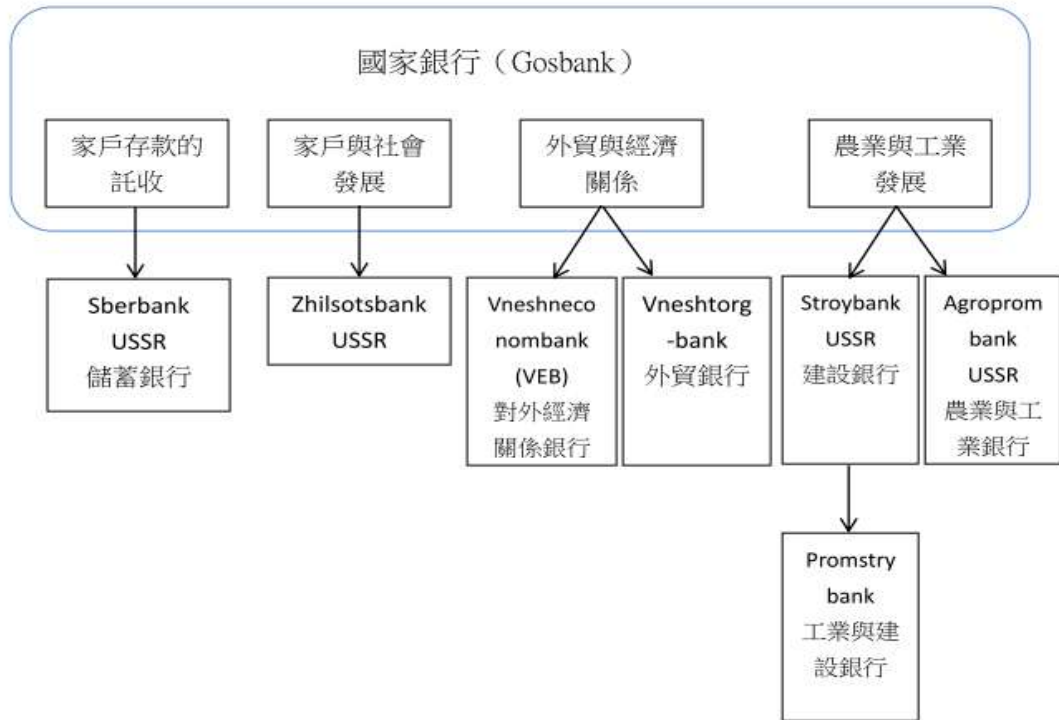 國家銀行（Gosbank）
家戶存款的
託收
家戶與社會
發展
外貿與經濟
關係
農業與工業
發展
Sberbank
USSR
儲蓄銀行
Zhilsotsbank
USSR
Vneshneco
nombank
(VEB)
對外經濟
關係銀行
Vneshtorg
-bank
外貿銀行
Stroybank
USSR
建設銀行
Agroprom
bank
USSR
農業與工
業銀行
Promstry
bank
工業與建
設銀行